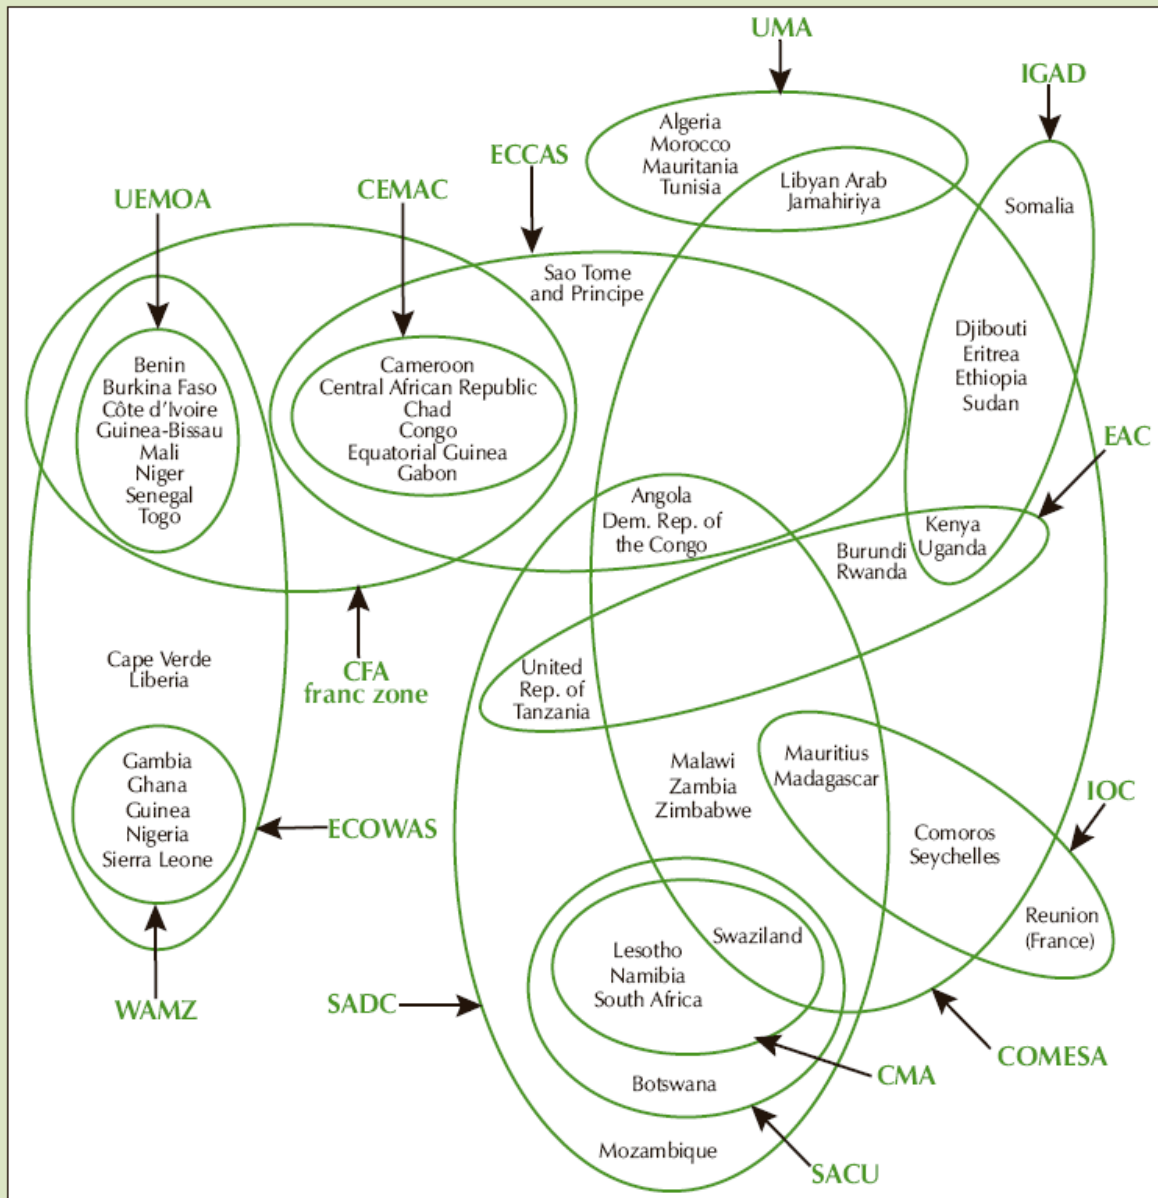 UMA
IGAD
Algeria
Morocco
Mauritania
Tunisia
Libyan Arab
Jamahiriya
Somalia
ECCAS
CEMAC
UEMOA
Sao Tome
and Principe
Djibouti
Eritrea
Ethiopia
Sudan
Benin
Burkina Faso
Côte d'Ivoire
Guinea-Bissau
Mali
Niger
Senegal
Togo
Cameroon
Central African Republic
Chad
Congo
Equatorial Guinea
Gabon
EAC
Angola
Dem. Rep. of
the Congo
Kenya
Uganda
Burundi
Rwanda
Cape Verde
Liberia
CFA
franc zone
United
Rep. of
Tanzania
Gambia
Ghana
Guinea
Nigeria
Sierra Leone
ECOWAS
Malawi
Zambia
Zimbabwe
Mauritius
Madagascar
IOC
Comoros
Seychelles
Reunion
(France)
Swaziland
Lesotho
Namibia
South Africa
WAMZ
SADC
COMESA
CMA
Botswana
Mozambique
SACU